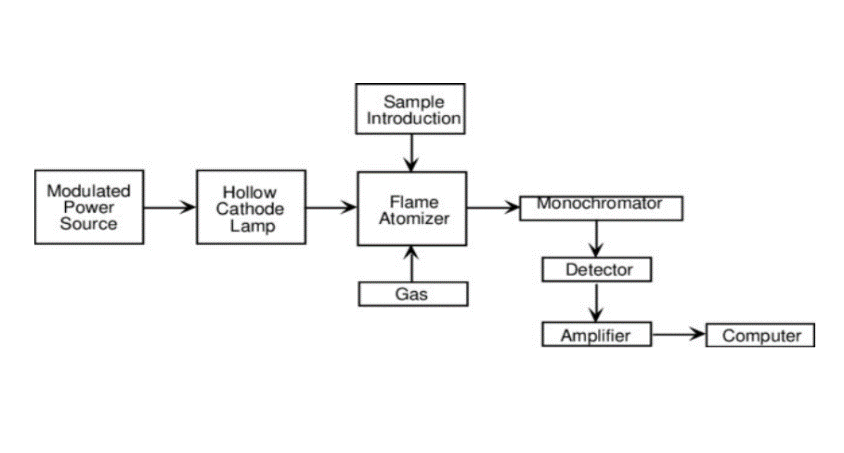 Sample
Introduction
Modulated
Power
Source
Hollow
Cathode
Lamp
Flame
Atomizer
Monochromator
Gas
Detector
Amplifier
Computer